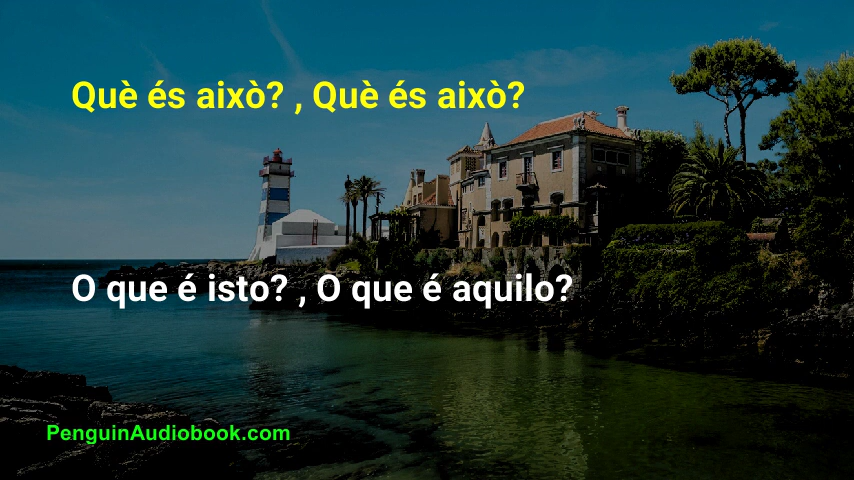 Què és això? , Què és això?
O que é isto? , O que é aquilo?
PenguinAudiobook.com